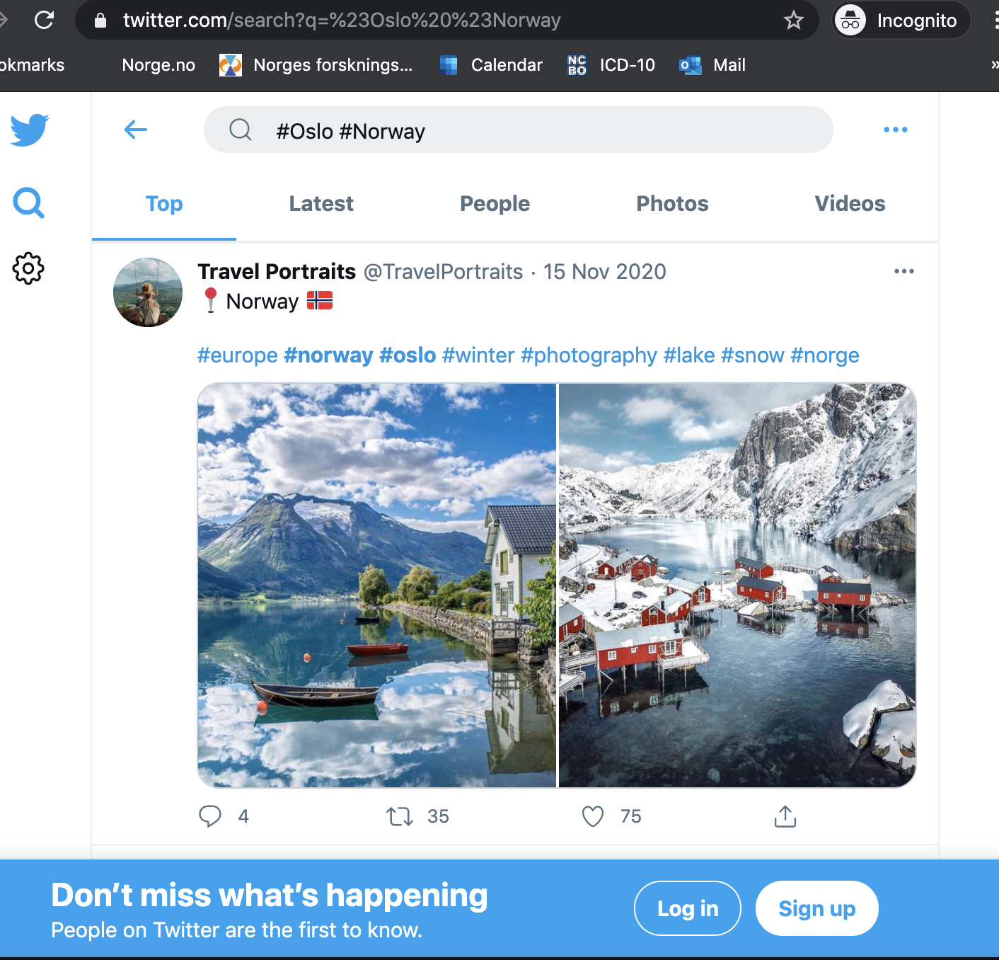 twitter.com/search?q=%23Oslo%20%23Norway
Incognito
okmarks Norge.no Norges forsknings... Calendar NCBO ICD-10 Mail »
#Oslo #Norway
Top Latest People Photos Videos
Travel Portraits @TravelPortraits · 15 Nov 2020
Norway
#europe #norway #oslo #winter #photography #lake #snow #norge
4 35 75
Don’t miss what’s happening
People on Twitter are the first to know.
Log in Sign up